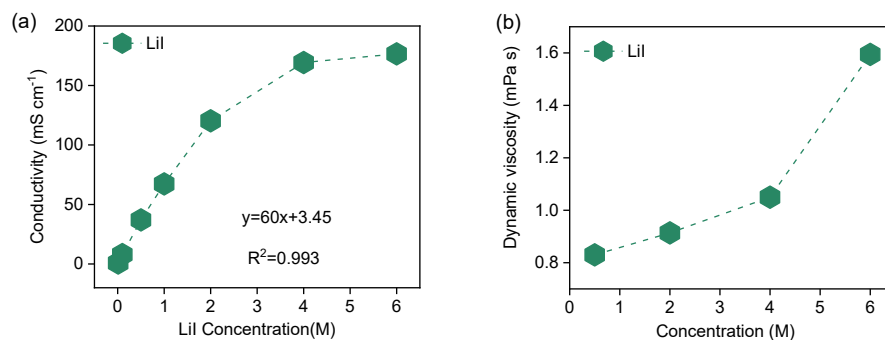 (a)
200
150
100
50
0
Conductivity (mS cm⁻¹)
LiI
y=60x+3.45
R²=0.993
0 1 2 3 4 5 6
LiI Concentration(M)
(b)
1.6
1.4
1.2
1.0
0.8
Dynamic viscosity (mPa s)
LiI
0 1 2 3 4 5 6
Concentration (M)